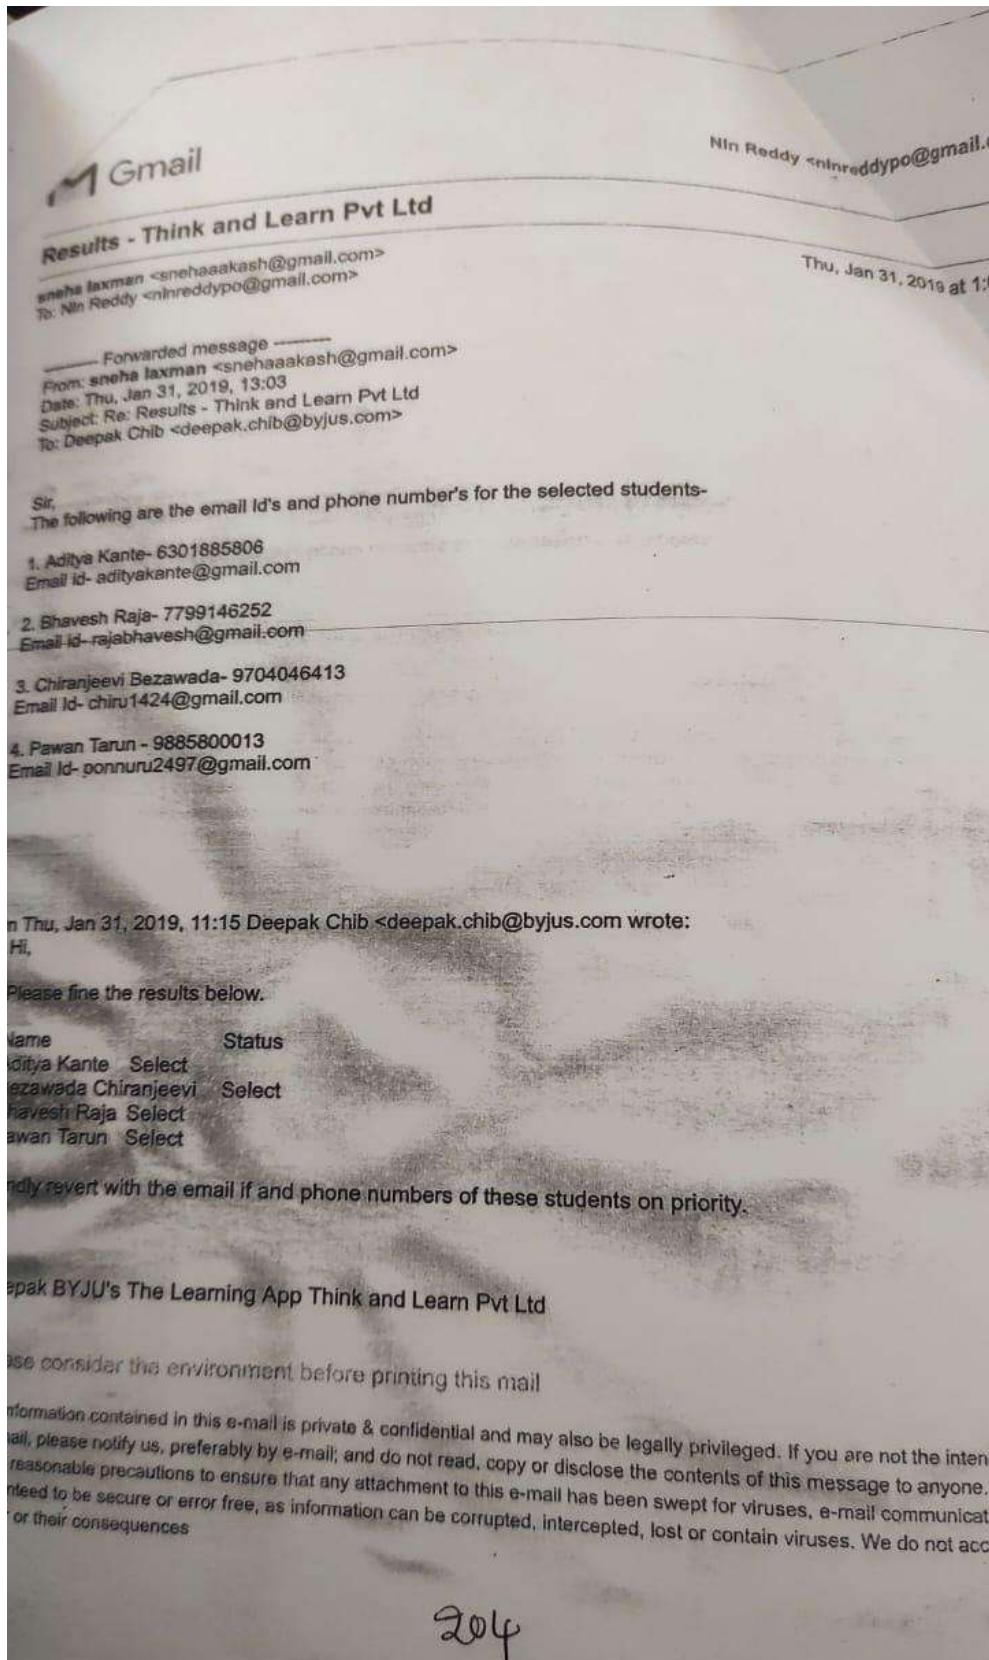 Gmail
Nln Reddy <nlnreddypo@gmail.
Results - Think and Learn Pvt Ltd
sneha laxman <snehaaakash@gmail.com>
To: Nln Reddy <nlnreddypo@gmail.com>
Thu, Jan 31, 2019 at 1:
---------- Forwarded message ----------
From: sneha laxman <snehaaakash@gmail.com>
Date: Thu, Jan 31, 2019, 13:03
Subject: Re: Results - Think and Learn Pvt Ltd
To: Deepak Chib <deepak.chib@byjus.com>
Sir,
The following are the email Id's and phone number's for the selected students-
1. Aditya Kante- 6301885806
Email id- adityakante@gmail.com
2. Bhavesh Raja- 7799146252
Email id- rajabhavesh@gmail.com
3. Chiranjeevi Bezawada- 9704046413
Email Id- chiru1424@gmail.com
4. Pawan Tarun - 9885800013
Email Id- ponnuru2497@gmail.com
n Thu, Jan 31, 2019, 11:15 Deepak Chib <deepak.chib@byjus.com wrote:
Hi,
Please fine the results below.
Name Status
ditya Kante Select
ezawada Chiranjeevi Select
havesh Raja Select
awan Tarun Select
ndly revert with the email if and phone numbers of these students on priority.
epak BYJU's The Learning App Think and Learn Pvt Ltd
ase consider the environment before printing this mail
nformation contained in this e-mail is private & confidential and may also be legally privileged. If you are not the inten
ail, please notify us, preferably by e-mail; and do not read, copy or disclose the contents of this message to anyone.
reasonable precautions to ensure that any attachment to this e-mail has been swept for viruses, e-mail communicat
nteed to be secure or error free, as information can be corrupted, intercepted, lost or contain viruses. We do not acc
or their consequences
204